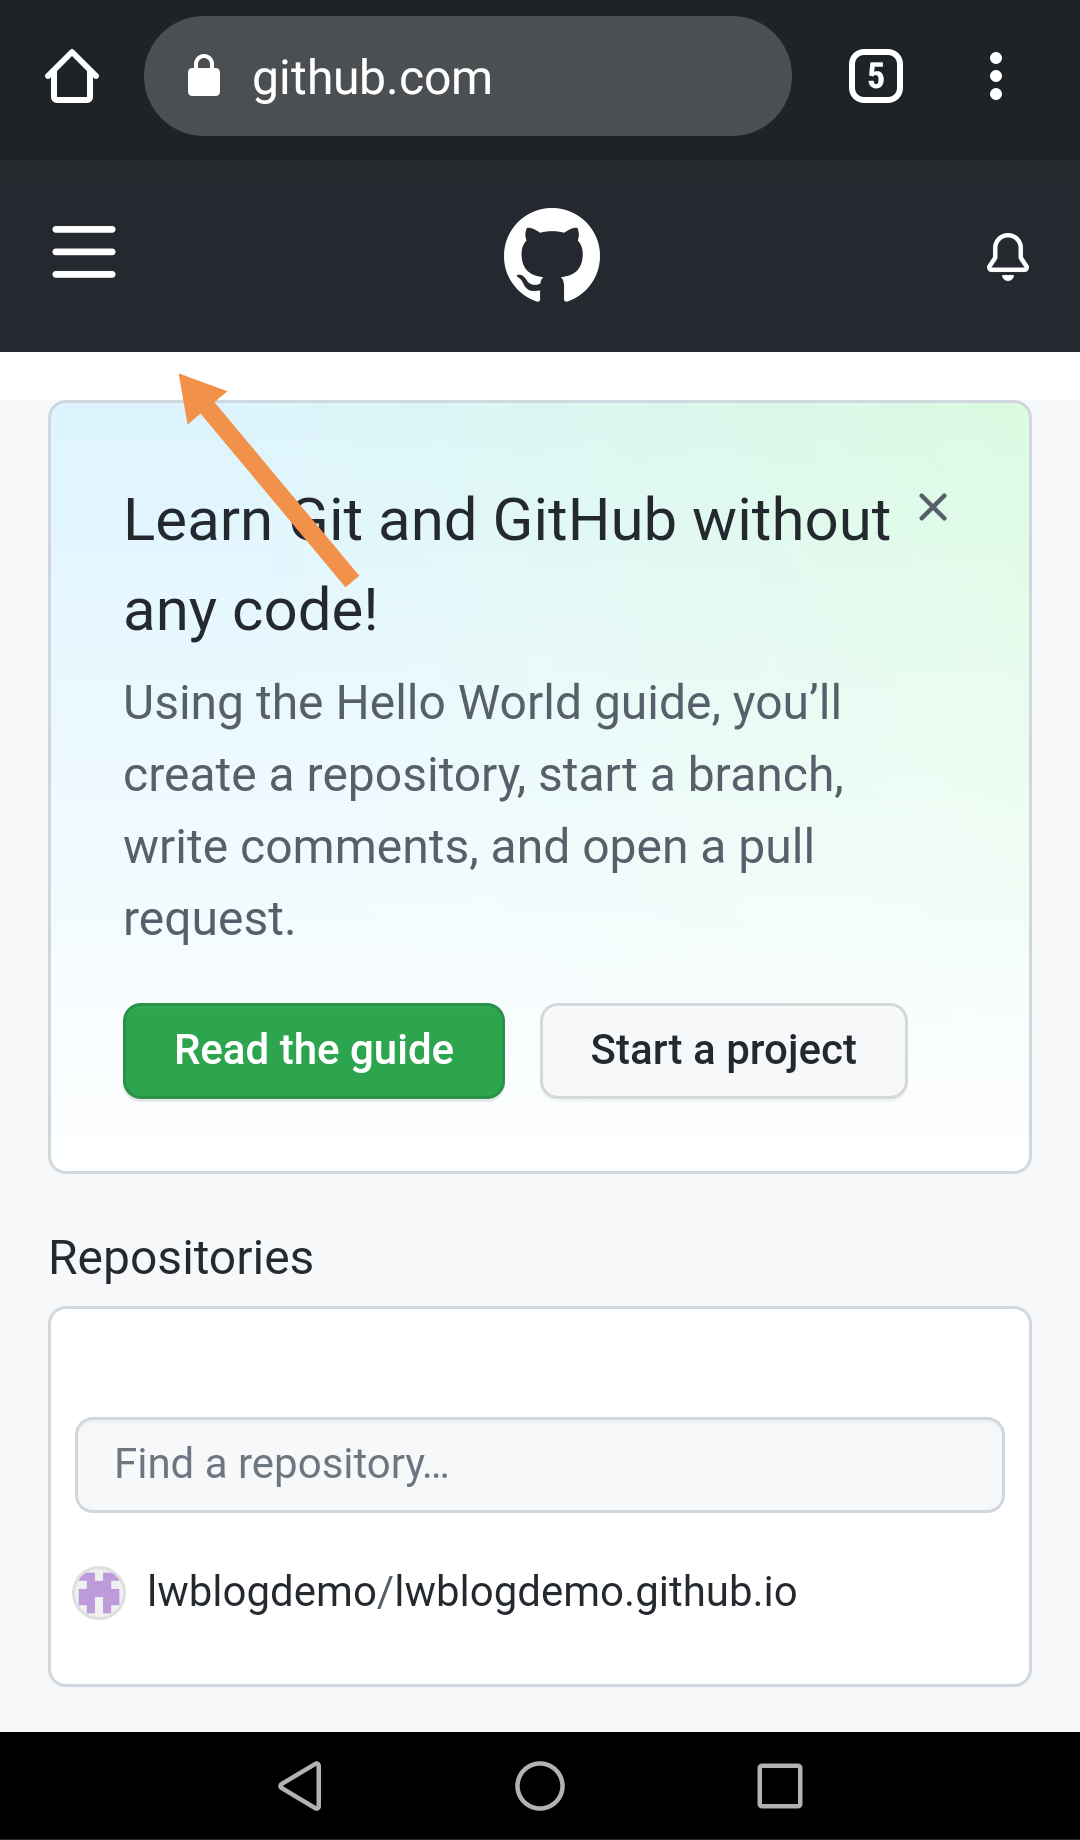 github.com
5
Learn Git and GitHub without
any code!
Using the Hello World guide, you’ll
create a repository, start a branch,
write comments, and open a pull
request.
Read the guide
Start a project
Repositories
Find a repository…
lwblogdemo/lwblogdemo.github.io